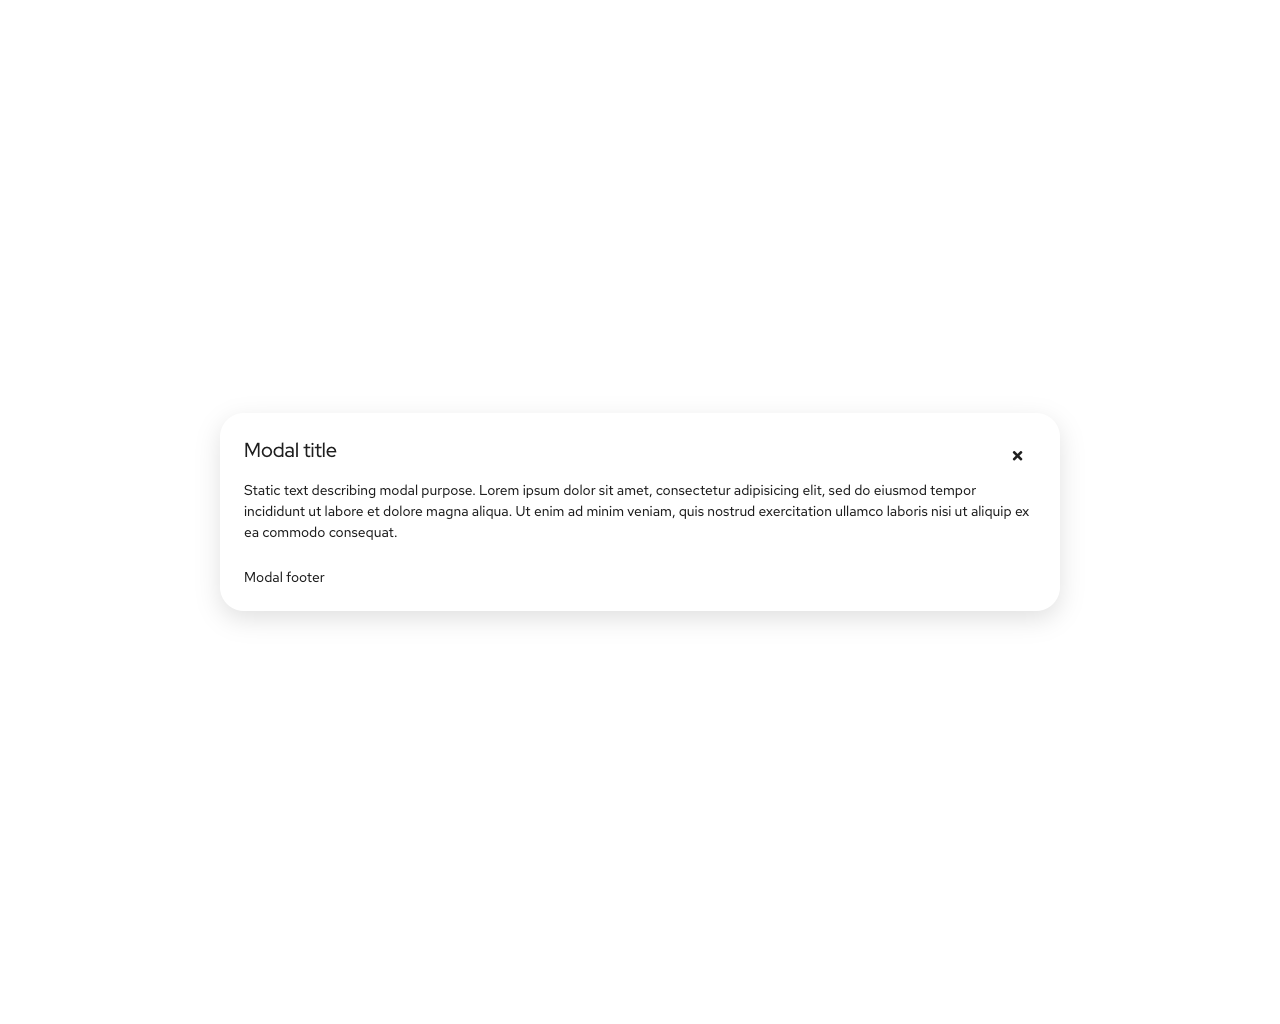 Modal title
Static text describing modal purpose. Lorem ipsum dolor sit amet, consectetur adipisicing elit, sed do eiusmod tempor
incididunt ut labore et dolore magna aliqua. Ut enim ad minim veniam, quis nostrud exercitation ullamco laboris nisi ut aliquip ex
ea commodo consequat.
Modal footer